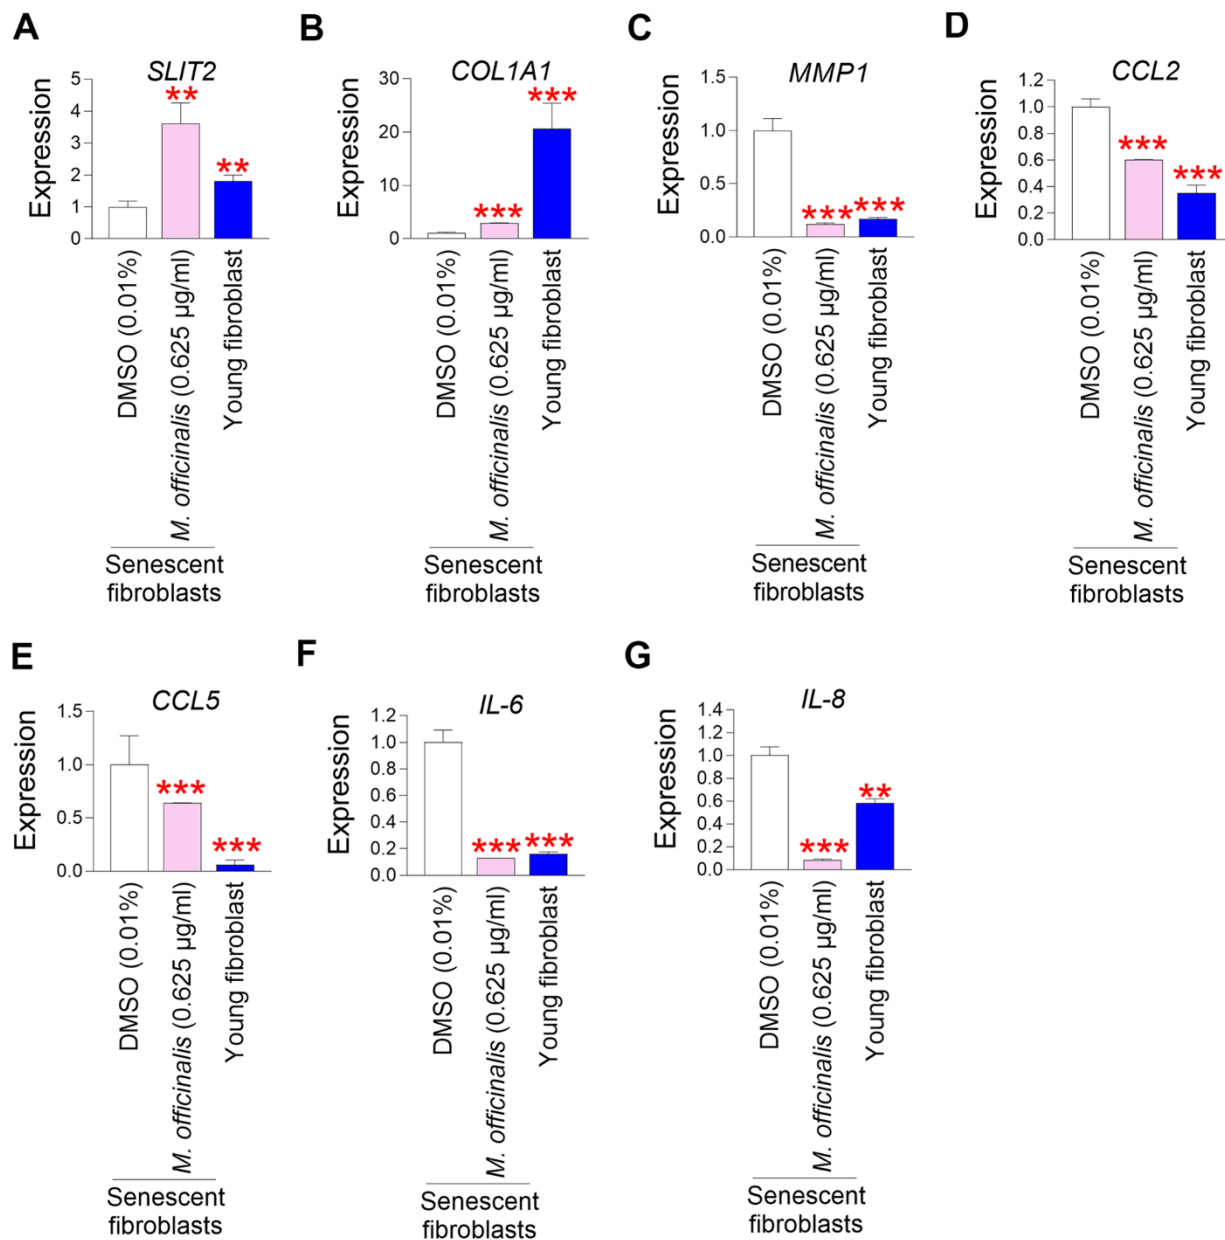 A
SLIT2
Expression
5
4
3
2
1
0
**
**
DMSO (0.01%)
M. officinalis (0.625 µg/ml)
Young fibroblast
Senescent
fibroblasts
B
COL1A1
Expression
30
20
10
0
***
***
DMSO (0.01%)
M. officinalis (0.625 µg/ml)
Young fibroblast
Senescent
fibroblasts
C
MMP1
Expression
1.5
1.0
0.5
0.0
***
***
DMSO (0.01%)
M. officinalis (0.625 µg/ml)
Young fibroblast
Senescent
fibroblasts
D
CCL2
Expression
1.2
1.0
0.8
0.6
0.4
0.2
0.0
***
***
DMSO (0.01%)
M. officinalis (0.625 µg/ml)
Young fibroblast
Senescent
fibroblasts
E
CCL5
Expression
1.5
1.0
0.5
0.0
***
***
DMSO (0.01%)
M. officinalis (0.625 µg/ml)
Young fibroblast
Senescent
fibroblasts
F
IL-6
Expression
1.2
1.0
0.8
0.6
0.4
0.2
0.0
***
***
DMSO (0.01%)
M. officinalis (0.625 µg/ml)
Young fibroblast
Senescent
fibroblasts
G
IL-8
Expression
1.4
1.2
1.0
0.8
0.6
0.4
0.2
0.0
***
**
DMSO (0.01%)
M. officinalis (0.625 µg/ml)
Young fibroblast
Senescent
fibroblasts